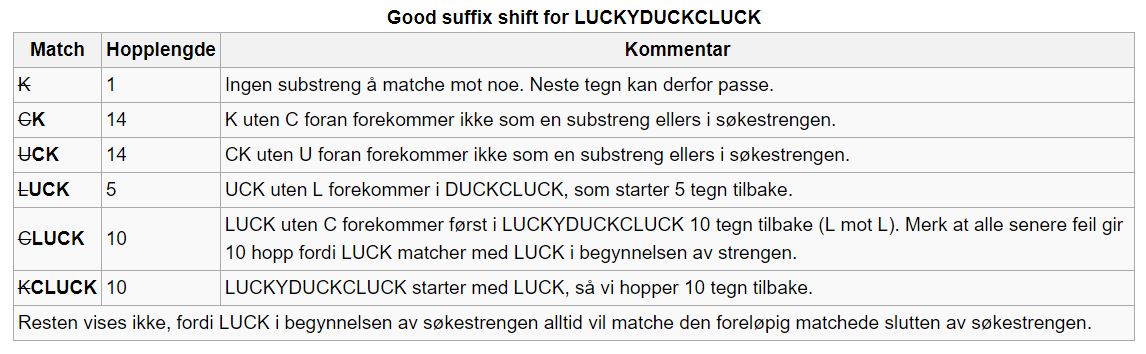 Good suffix shift for LUCKYDUCKCLUCK
Match Hopplengde Kommentar
K 1 Ingen substreng å matche mot noe. Neste tegn kan derfor passe.
CK 14 K uten C foran forekommer ikke som en substreng ellers i søkestrengen.
UCK 14 CK uten U foran forekommer ikke som en substreng ellers i søkestrengen.
LUCK 5 UCK uten L forekommer i DUCKCLUCK, som starter 5 tegn tilbake.
CLUCK 10 LUCK uten C forekommer først i LUCKYDUCKCLUCK 10 tegn tilbake (L mot L). Merk at alle senere feil gir
10 hopp fordi LUCK matcher med LUCK i begynnelsen av strengen.
KCLUCK 10 LUCKYDUCKCLUCK starter med LUCK, så vi hopper 10 tegn tilbake.
Resten vises ikke, fordi LUCK i begynnelsen av søkestrengen alltid vil matche den foreløpig matchede slutten av søkestrengen.